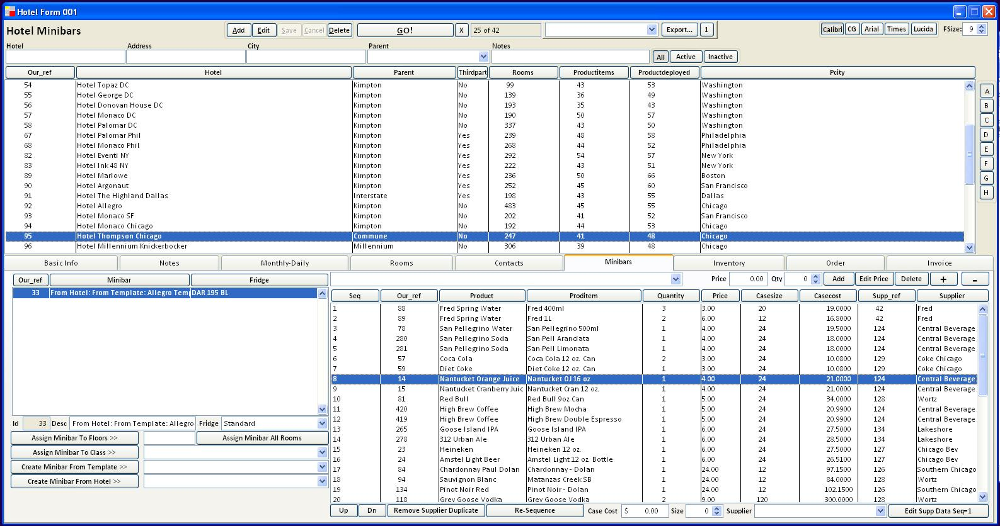 Hotel Form 001
Hotel Minibars Add Edit Save Cancel Delete GO! X 25 of 42 Export... 1 Calibri CG Arial Times Lucida FSize: 9
Hotel Address City Parent Notes
All Active Inactive
Our_ref Hotel Parent Thirdpart Rooms Productitems Productdeployed Pcity
54 Hotel Topaz DC Kimpton No 99 43 53 Washington
55 Hotel George DC Kimpton No 139 36 49 Washington
56 Hotel Donovan House DC Kimpton No 193 35 43 Washington
57 Hotel Monaco DC Kimpton No 190 50 57 Washington
58 Hotel Palomar DC Kimpton No 337 43 50 Washington
67 Hotel Palomar Phil Kimpton Yes 239 48 58 Philadelphia
68 Hotel Monaco Phil Kimpton Yes 268 44 52 Philadelphia
82 Hotel Eventi NY Kimpton Yes 292 54 57 New York
83 Hotel Ink 48 NY Kimpton Yes 222 43 51 New York
89 Hotel Marlowe Kimpton Yes 236 50 66 Boston
90 Hotel Argonaut Kimpton Yes 252 45 60 San Francisco
91 Hotel The Highland Dallas Interstate Yes 198 43 55 Dallas
92 Hotel Allegro Kimpton No 483 45 55 Chicago
93 Hotel Monaco SF Kimpton No 202 41 52 San Francisco
94 Hotel Monaco Chicago Kimpton No 192 44 53 Chicago
95 Hotel Thompson Chicago Commune No 247 41 48 Chicago
96 Hotel Millennium Knickerbocker Millennium No 306 39 48 Chicago
A
B
C
D
E
F
G
H
Basic Info Notes Monthly-Daily Rooms Contacts Minibars Inventory Order Invoice
Our_ref Minibar Fridge
33 From Hotel: From Template: Allegro Temp DAR 195 BL
Id 33 Desc From Hotel: From Template: Allegro Fridge Standard
Assign Minibar To Floors >> Assign Minibar All Rooms
Assign Minibar To Class >>
Create Minibar From Template >>
Create Minibar From Hotel >>
Price 0.00 Qty 0 Add Edit Price Delete + -
Seq Our_ref Product Proditem Quantity Price Casesize Casecost Supp_ref Supplier
1 88 Fred Spring Water Fred 400ml 3 3.00 20 19.0000 42 Fred
2 89 Fred Spring Water Fred 1L 2 6.00 12 16.8000 42 Fred
3 78 San Pellegrino Water San Pellegrino 500ml 1 4.00 24 19.5000 124 Central Beverage
4 280 San Pellegrino Soda San Pell Aranciata 1 4.00 24 18.0000 124 Central Beverage
5 281 San Pellegrino Soda San Pell Limonata 1 4.00 24 18.0000 124 Central Beverage
6 57 Coca Cola Coca Cola 12 oz. Can 2 3.00 24 10.0800 129 Coke Chicago
7 59 Diet Coke Diet Coke 12 oz. Can 1 3.00 24 10.0800 129 Coke Chicago
8 14 Nantucket Orange Juice Nantucket OJ 16 oz 1 4.00 24 21.0000 124 Central Beverage
9 15 Nantucket Cranberry Juic Nantucket Cran 12 oz. 1 4.00 24 21.0000 124 Central Beverage
10 81 Red Bull Red Bull 9oz Can 1 5.00 24 34.0000 128 Wortz
11 420 High Brew Coffee High Brew Mocha 1 5.00 24 20.9900 124 Central Beverage
12 419 High Brew Coffee High Brew Double Espresso 1 5.00 24 20.9900 124 Central Beverage
13 265 Goose Island IPA Goose Island IPA 1 6.00 24 27.5000 134 Lakeshore
14 278 312 Urban Ale 312 Urban Ale 1 6.00 24 28.5000 134 Lakeshore
15 23 Heineken Heineken 12 oz. 1 6.00 24 27.5000 127 Chicago Bev
16 24 Amstel Light Beer Amstel Light 12 oz. Bottle 1 6.00 24 26.5100 127 Chicago Bev
17 84 Chardonnay Paul Dolan Chardonnay - Dolan 1 24.00 12 97.1500 126 Southern Chicago
18 94 Sauvignon Blanc Matanzas Creek SB 1 24.00 12 84.0000 128 Wortz
19 134 Pinot Noir Red Pinot Noir - Dolan 1 24.00 12 102.1500 126 Southern Chicago
20 118 Grey Goose Vodka Grey Goose Vodka 2 9.00 120 300.0000 128 Wortz
Up Dn Remove Supplier Duplicate Re-Sequence Case Cost $ 0.00 Size 0 Supplier Edit Supp Data Seq=1